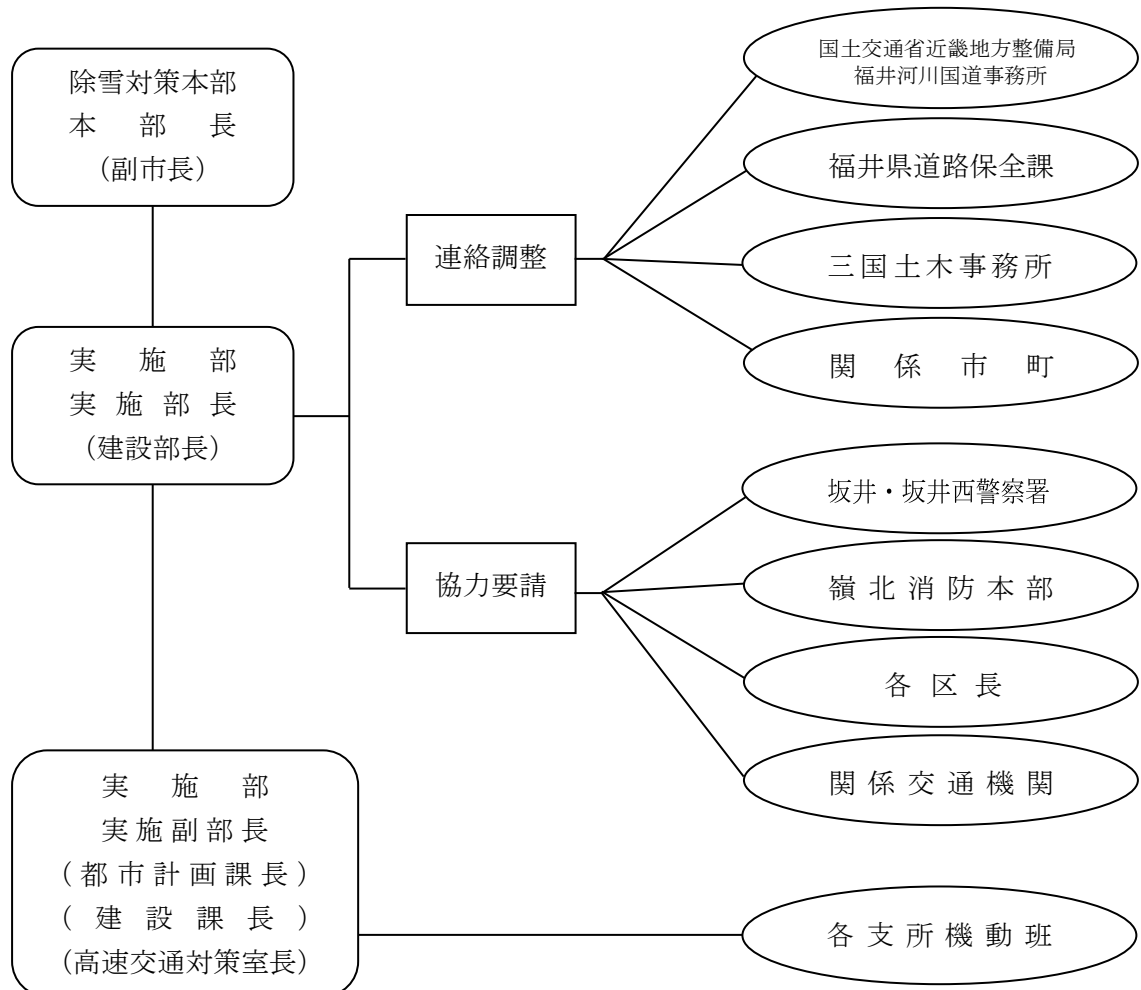 除雪対策本部
本部長
(副市長)
実施部
実施部長
(建設部長)
実施部
実施副部長
(都市計画課長)
(建設課長)
(高速交通対策室長)
連絡調整
協力要請
国土交通省近畿地方整備局
福井河川国道事務所
福井県道路保全課
三国土木事務所
関係市町
坂井・坂井西警察署
嶺北消防本部
各区長
関係交通機関
各支所機動班